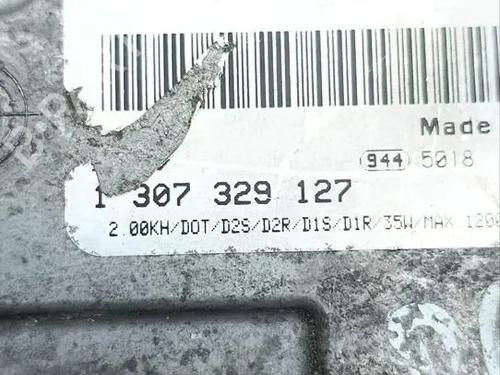 Made
944 5018
1 307 329 127
2.00KH/DOT/D2S/D2R/D1S/D1R/35W/MAX 120